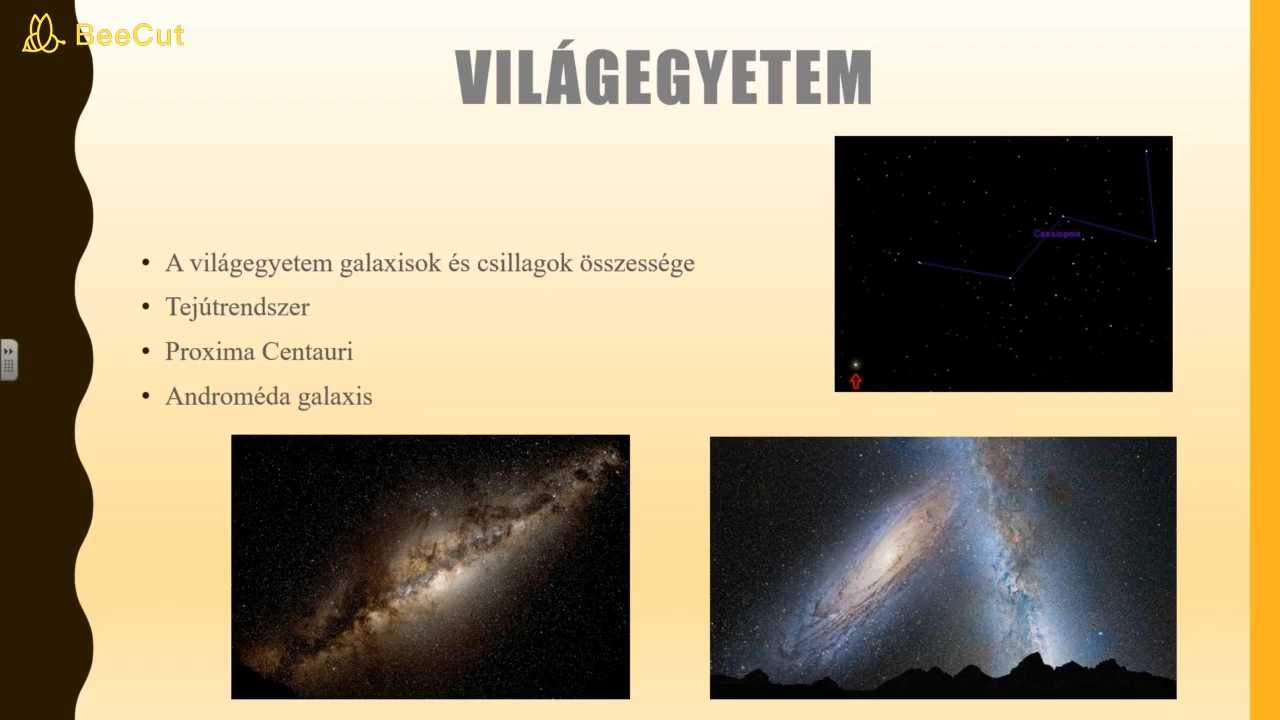 BeeCut
VILÁGEGYETEM
A világegyetem galaxisok és csillagok összessége
Tejútrendszer
Proxima Centauri
Androméda galaxis
Cassiopeia